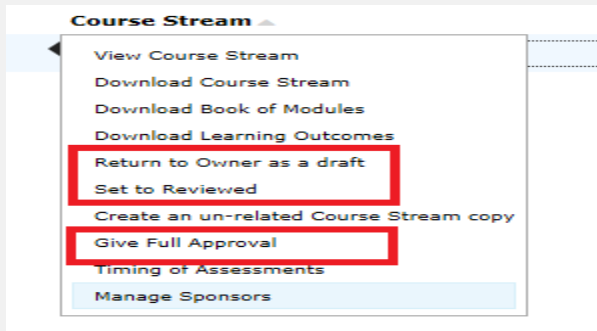 Course Stream
View Course Stream
Download Course Stream
Download Book of Modules
Download Learning Outcomes
Return to Owner as a draft
Set to Reviewed
Create an un-related Course Stream copy
Give Full Approval
Timing of Assessments
Manage Sponsors